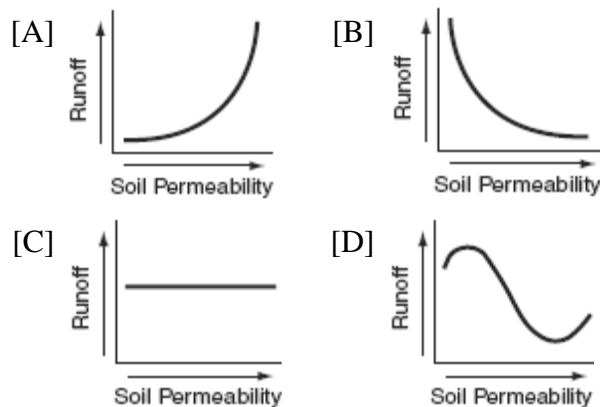 [A]
Runoff
Soil Permeability
[B]
Runoff
Soil Permeability
[C]
Runoff
Soil Permeability
[D]
Runoff
Soil Permeability